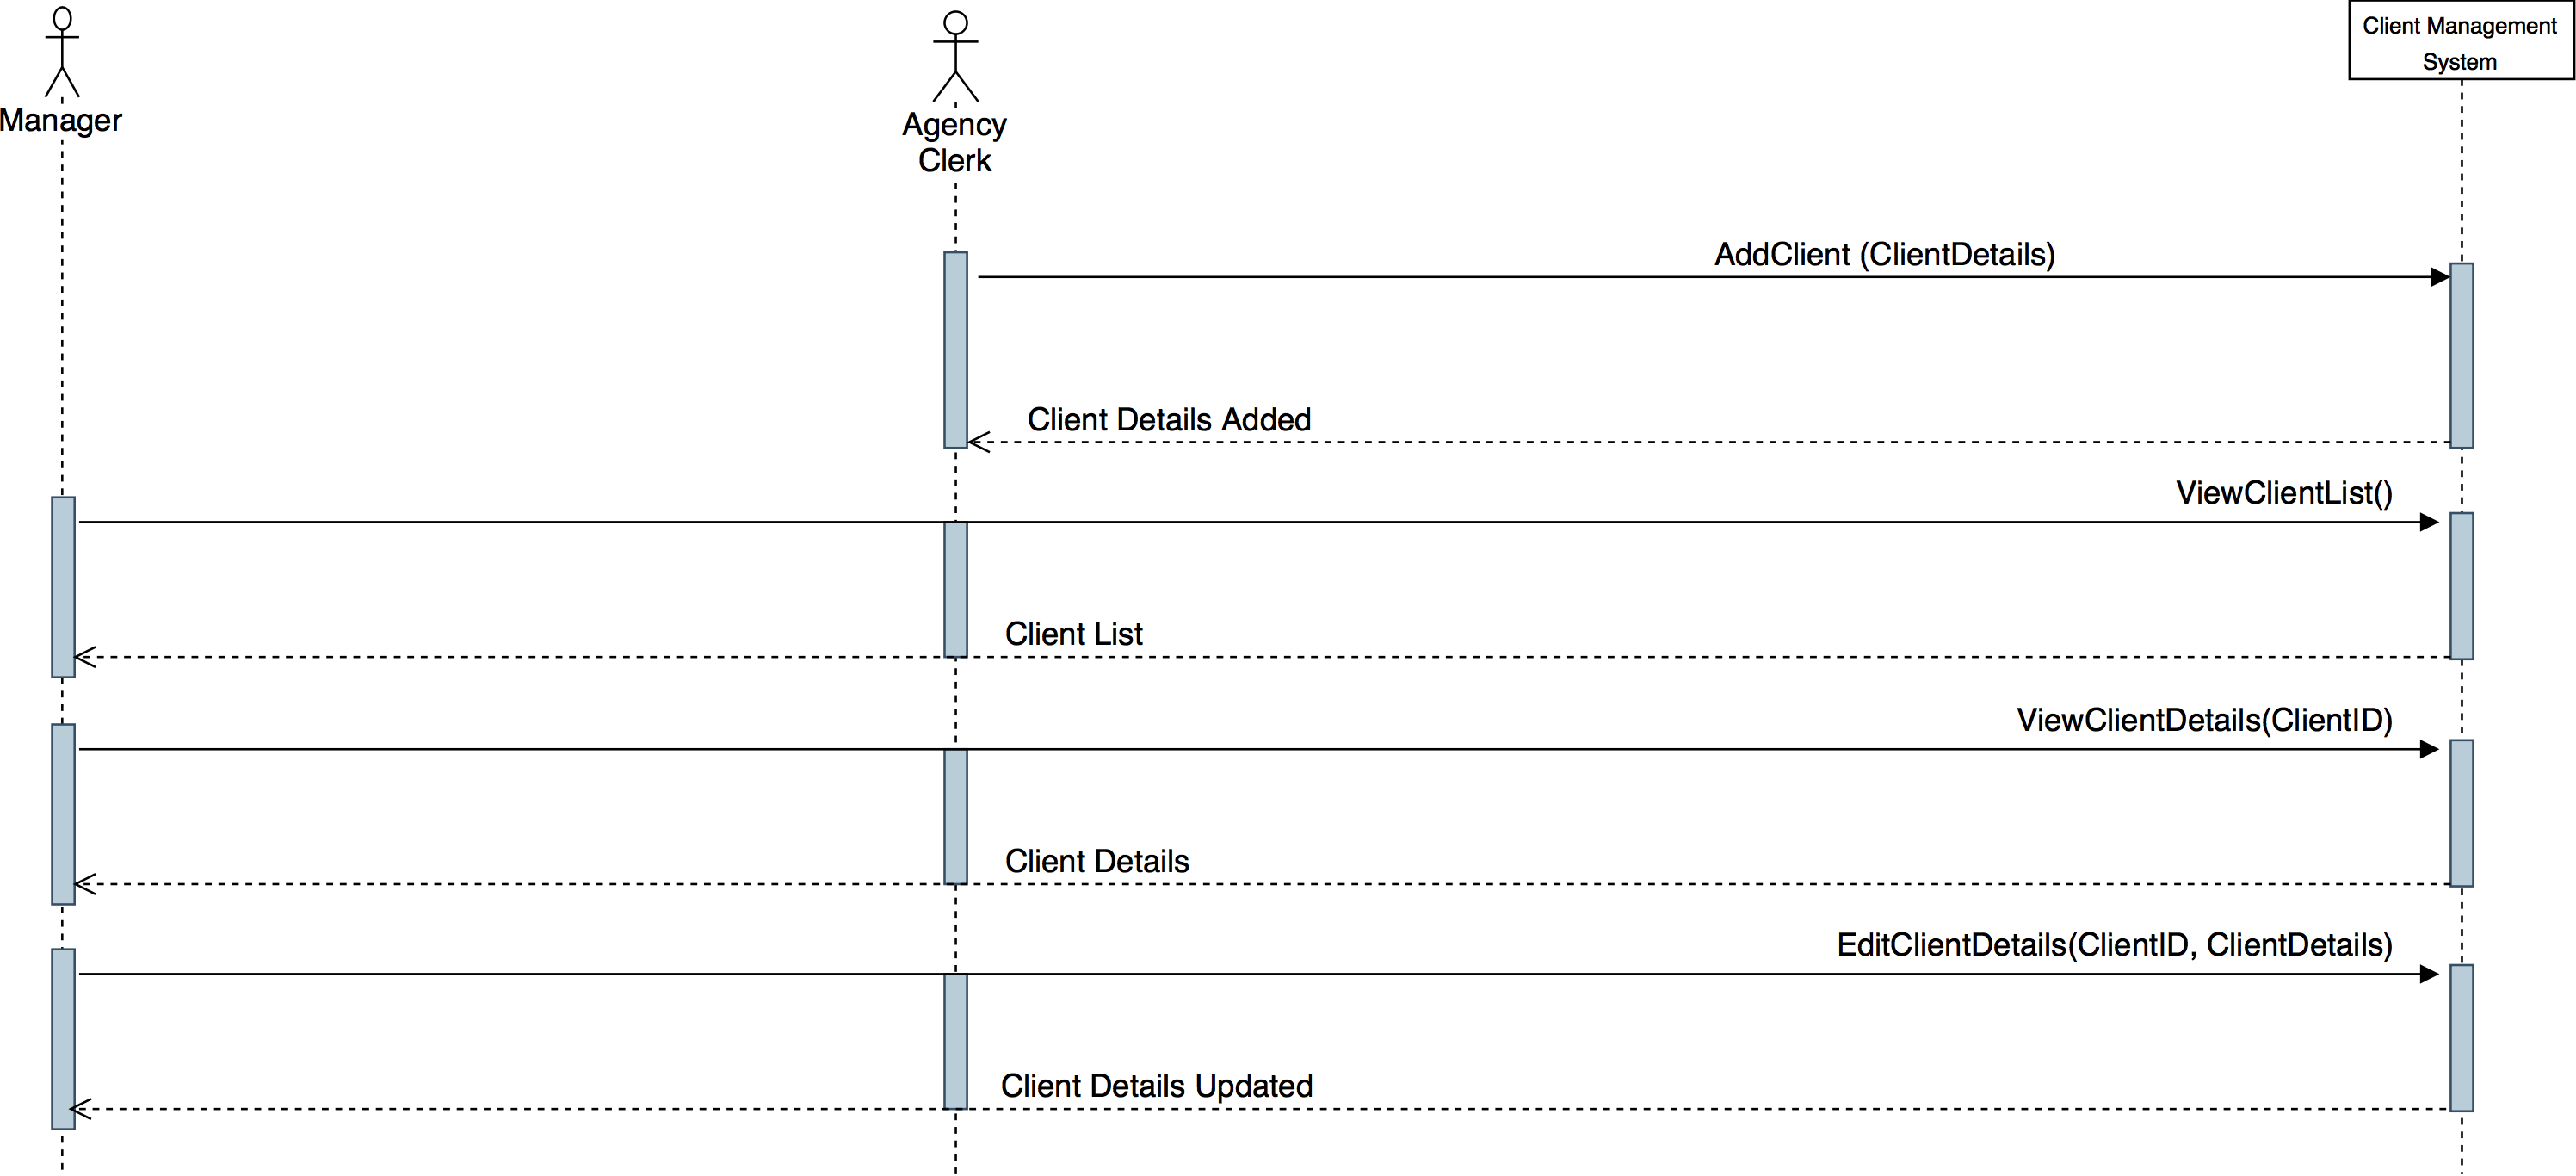 Client Management
System
Manager
Agency
Clerk
AddClient (ClientDetails)
Client Details Added
ViewClientList()
Client List
ViewClientDetails(ClientID)
Client Details
EditClientDetails(ClientID, ClientDetails)
Client Details Updated